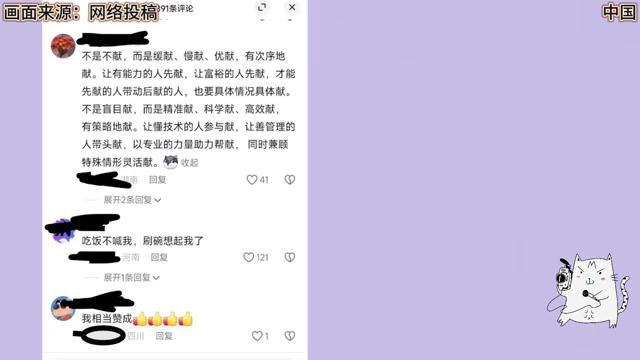 画面来源：网络投稿
中国
391条评论
不是不献，而是缓献、慢献、优献，有次序地
献。让有能力的人先献，让富裕的人先献，才能
先献的人带动后献的人，也要具体情况具体献。
不是盲目献，而是精准献、科学献、高效献，
有策略地献。让懂技术的人参与献，让善管理的
人带头献，以专业的力量助力帮献， 同时兼顾
特殊情形灵活献。 收起
湖南 回复 41
展开2条回复
吃饭不喊我，刷碗想起我了
河南 回复 121
展开1条回复
我相当赞成👍👍👍👍
四川 回复 1